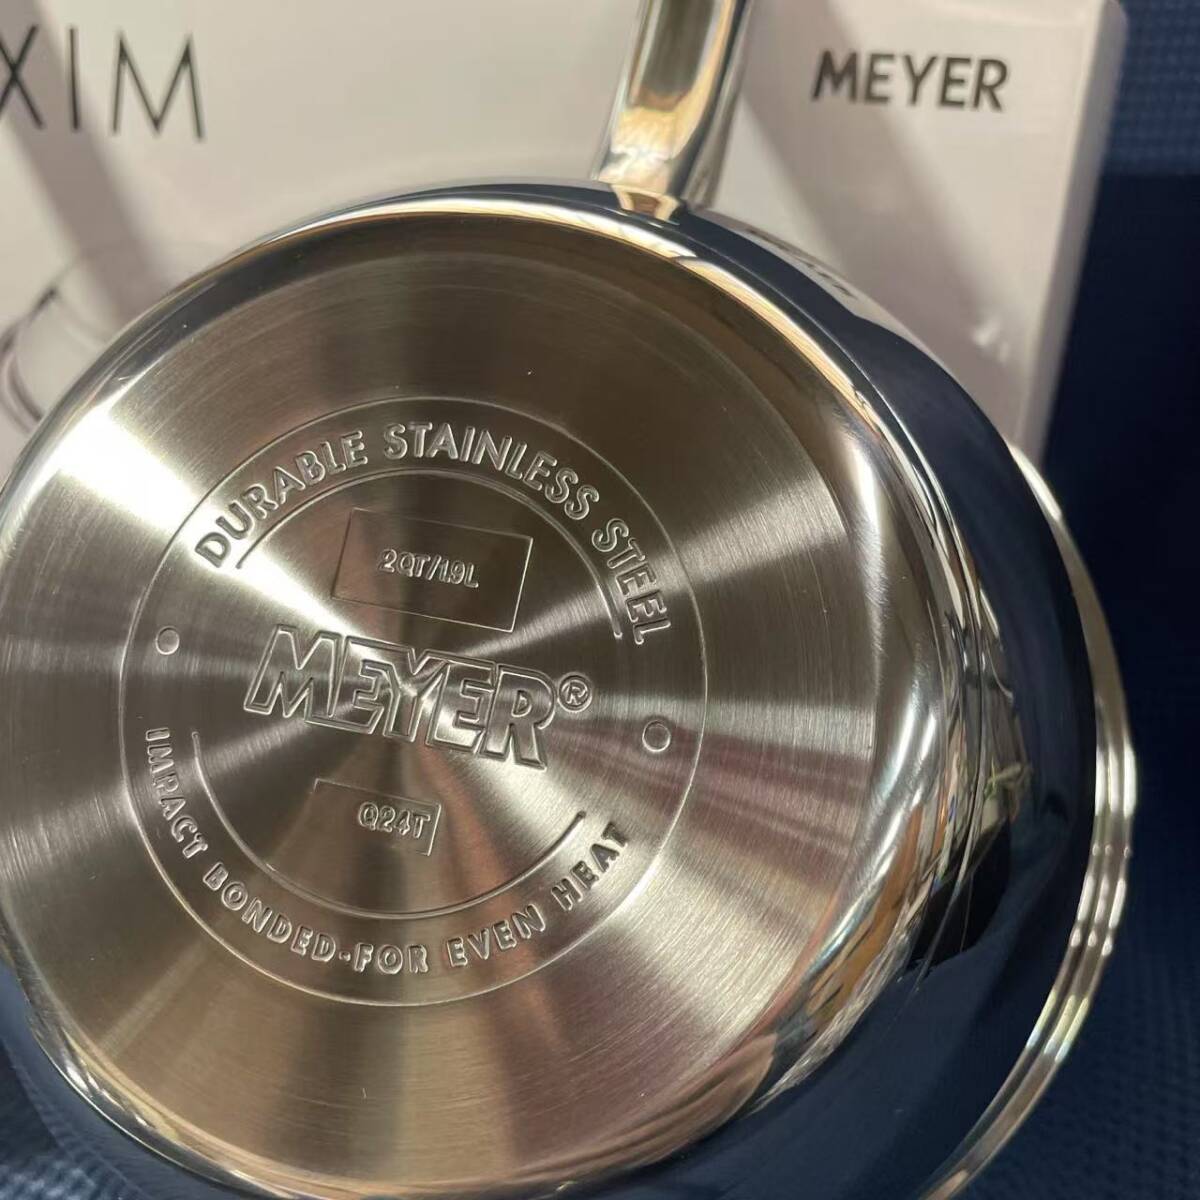 XIM
MEYER
DURABLE STAINLESS STEEL
2QT/1.9L
MEYER®
Q24T
IMPACT BONDED-FOR EVEN HEAT